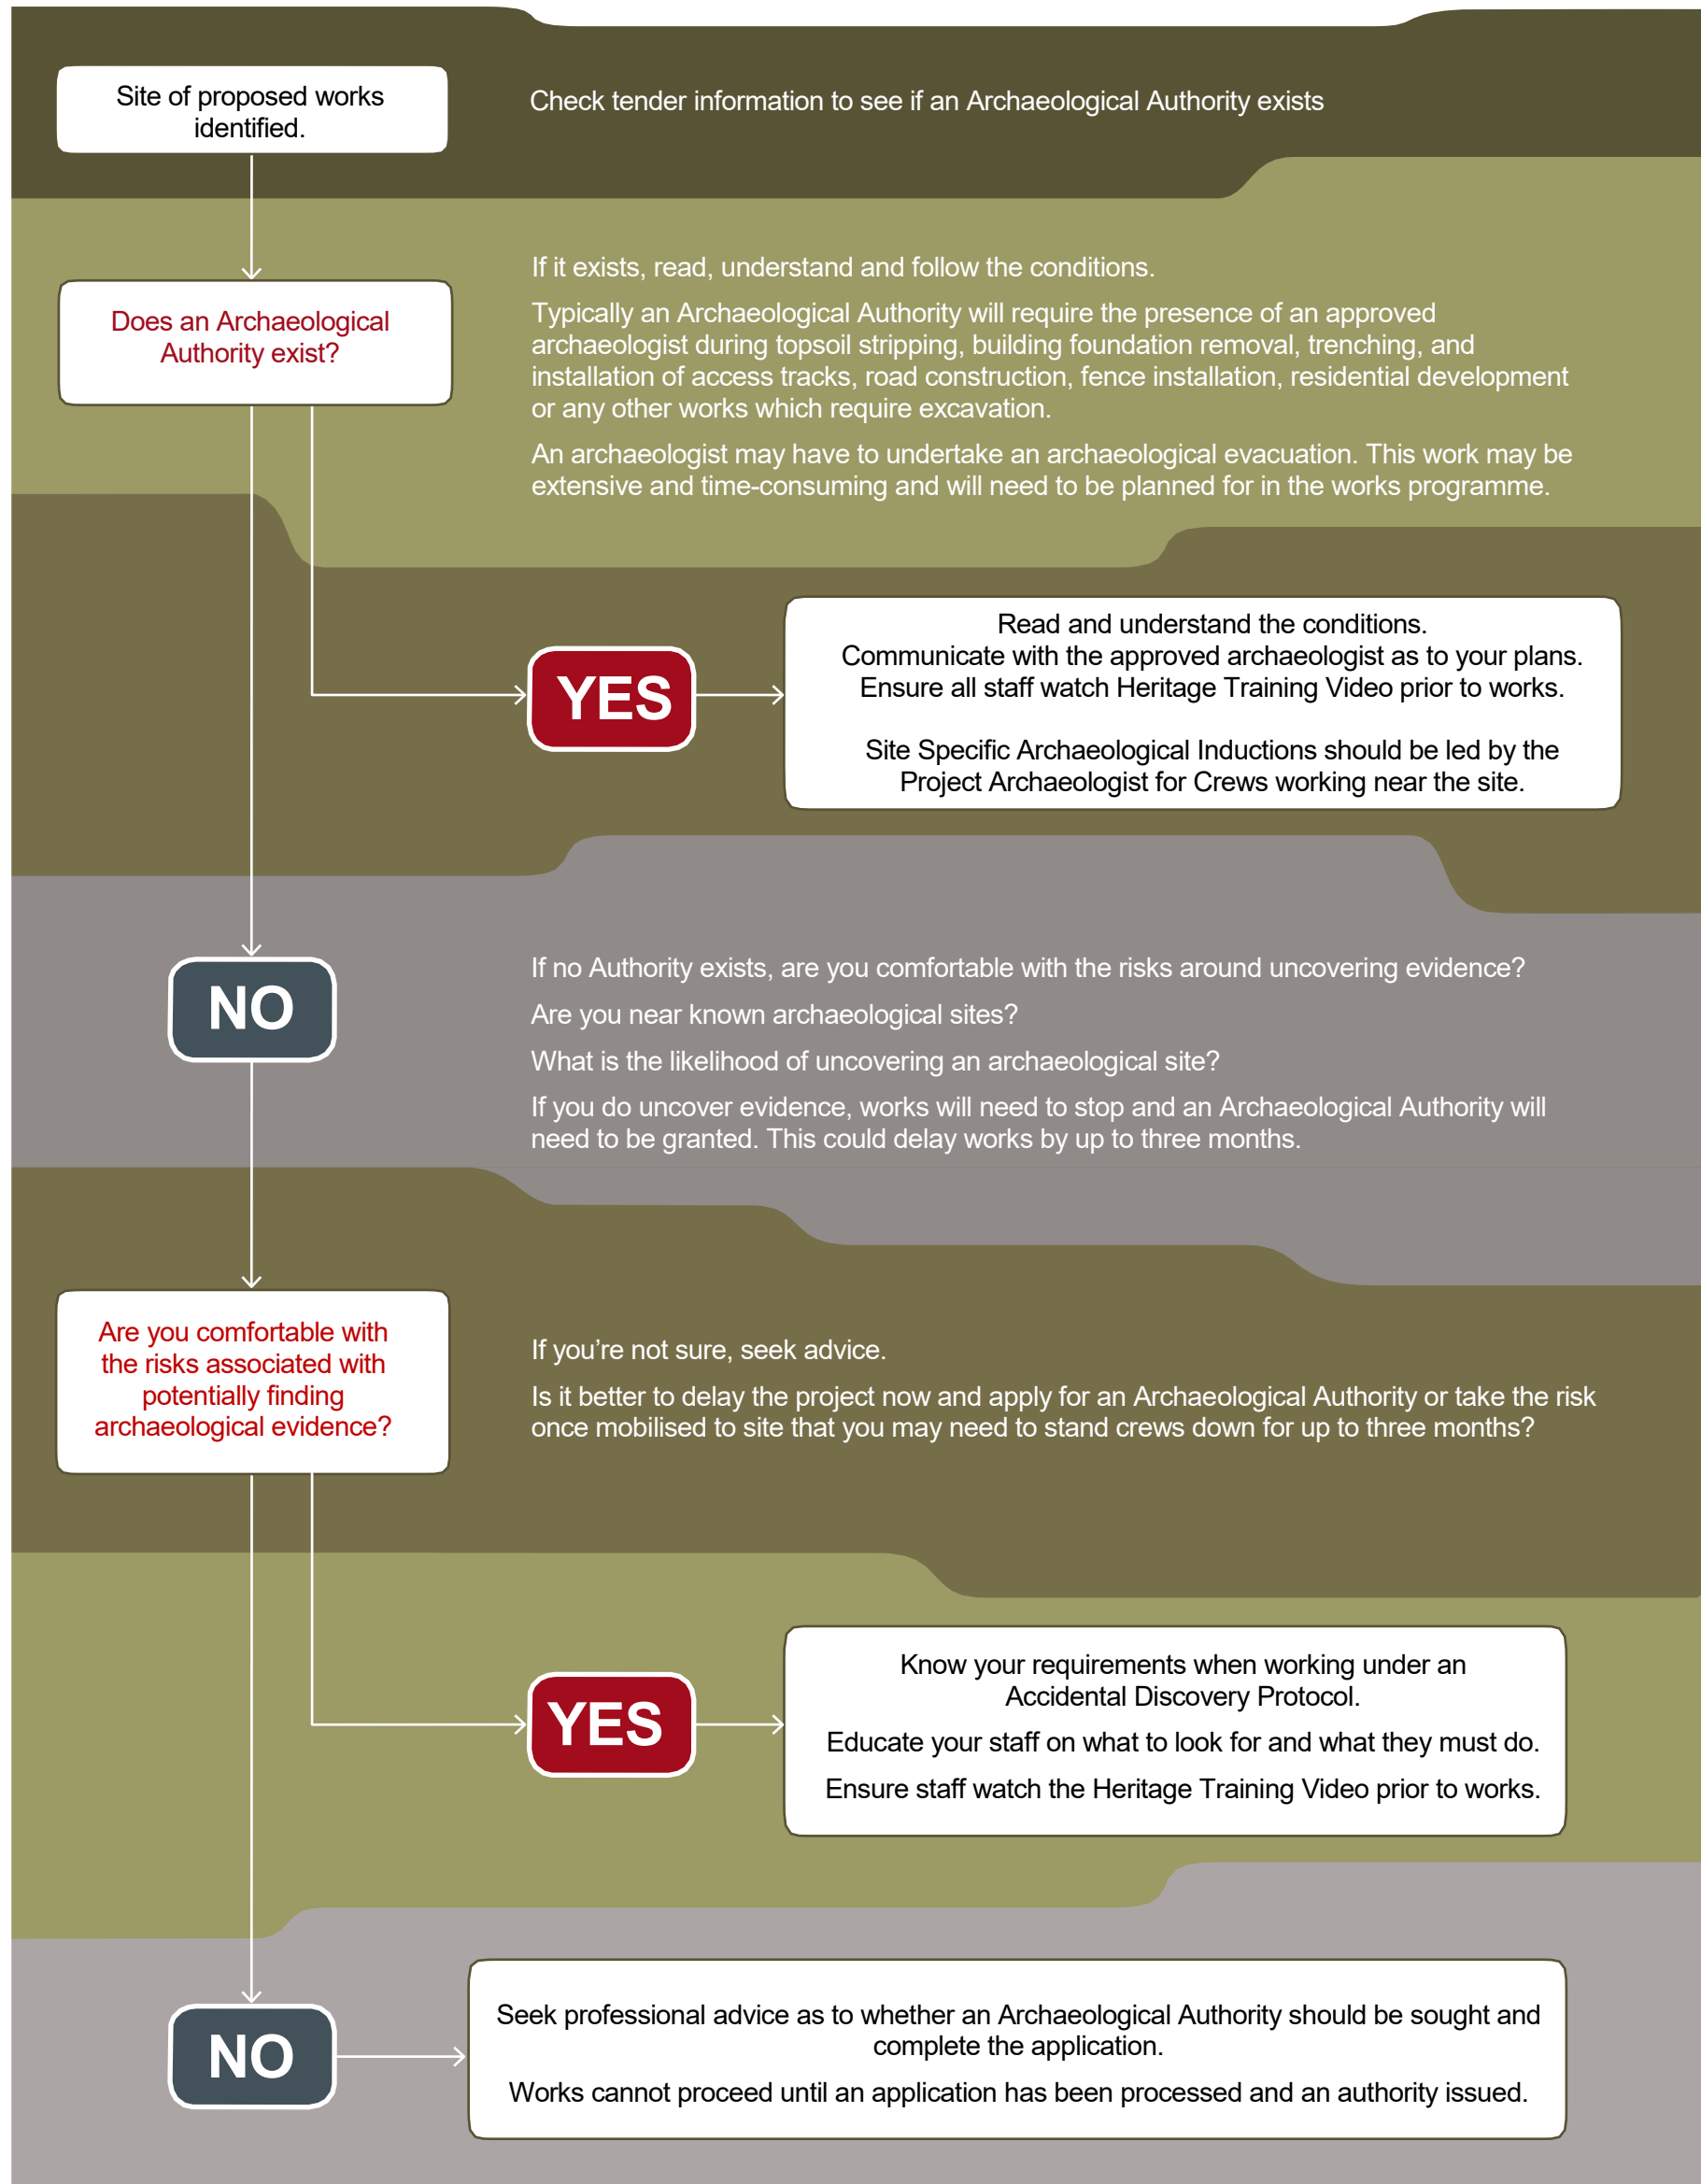 Site of proposed works
identified.
Check tender information to see if an Archaeological Authority exists
Does an Archaeological
Authority exist?
If it exists, read, understand and follow the conditions.
Typically an Archaeological Authority will require the presence of an approved
archaeologist during topsoil stripping, building foundation removal, trenching, and
installation of access tracks, road construction, fence installation, residential development
or any other works which require excavation.
An archaeologist may have to undertake an archaeological evacuation. This work may be
extensive and time-consuming and will need to be planned for in the works programme.
YES
Read and understand the conditions.
Communicate with the approved archaeologist as to your plans.
Ensure all staff watch Heritage Training Video prior to works.
Site Specific Archaeological Inductions should be led by the
Project Archaeologist for Crews working near the site.
NO
If no Authority exists, are you comfortable with the risks around uncovering evidence?
Are you near known archaeological sites?
What is the likelihood of uncovering an archaeological site?
If you do uncover evidence, works will need to stop and an Archaeological Authority will
need to be granted. This could delay works by up to three months.
Are you comfortable with
the risks associated with
potentially finding
archaeological evidence?
If you’re not sure, seek advice.
Is it better to delay the project now and apply for an Archaeological Authority or take the risk
once mobilised to site that you may need to stand crews down for up to three months?
YES
Know your requirements when working under an
Accidental Discovery Protocol.
Educate your staff on what to look for and what they must do.
Ensure staff watch the Heritage Training Video prior to works.
NO
Seek professional advice as to whether an Archaeological Authority should be sought and
complete the application.
Works cannot proceed until an application has been processed and an authority issued.